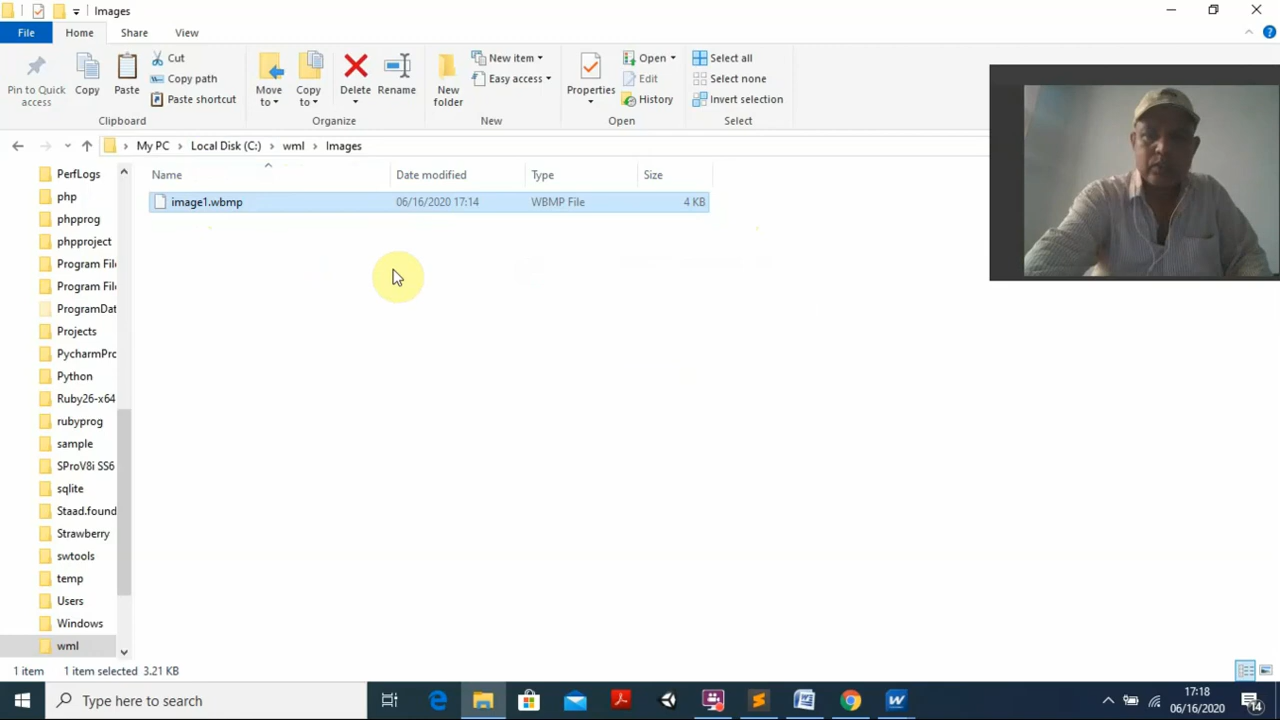 Images
File Home Share View
Pin to Quick access
Copy
Paste
Cut
Copy path
Paste shortcut
Clipboard
Move to
Copy to
Delete
Rename
Organize
New folder
New item
Easy access
New
Properties
Open
Edit
History
Open
Select all
Select none
Invert selection
Select
My PC > Local Disk (C:) > wml > Images
Name Date modified Type Size
image1.wbmp 06/16/2020 17:14 WBMP File 4 KB
PerfLogs
php
phpprog
phpproject
Program File
Program File
ProgramDat
Projects
PycharmPro
Python
Ruby26-x64
rubyprog
sample
SProV8i SS6
sqlite
Staad.found
Strawberry
swtools
temp
Users
Windows
wml
1 item 1 item selected 3.21 KB
Type here to search
17:18
06/16/2020
14